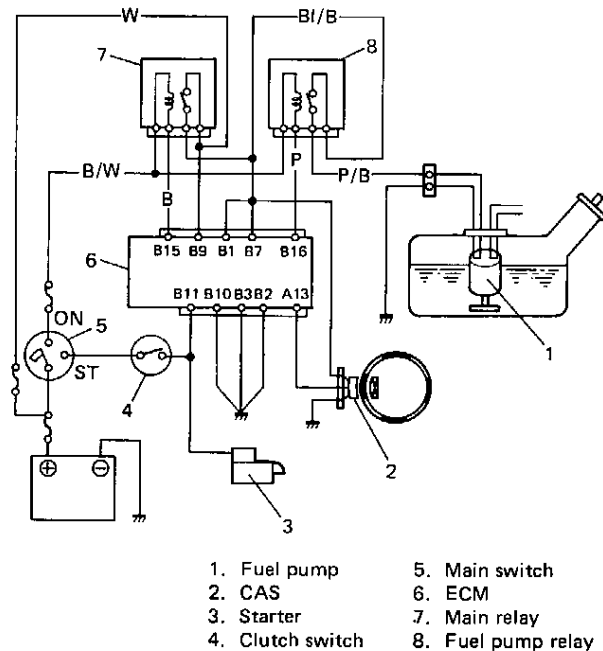 W
Bl/B
7
8
B/W
B
P
P/B
B15 B9 B1 B7 B16
6
B11 B10 B3 B2 A13
ON
5
ST
4
1
2
3
1. Fuel pump
2. CAS
3. Starter
4. Clutch switch
5. Main switch
6. ECM
7. Main relay
8. Fuel pump relay